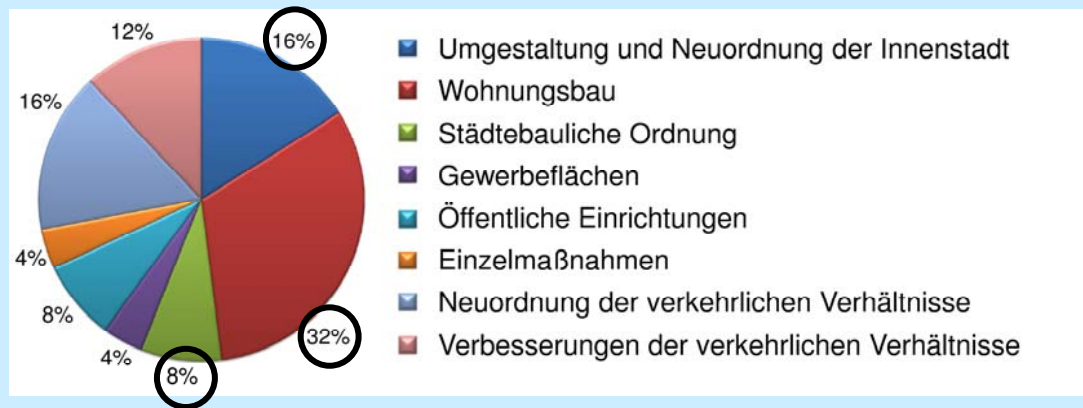 12%
16%
16%
4%
8%
4%
8%
32%
Umgestaltung und Neuordnung der Innenstadt
Wohnungsbau
Städtebauliche Ordnung
Gewerbeflächen
Öffentliche Einrichtungen
Einzelmaßnahmen
Neuordnung der verkehrlichen Verhältnisse
Verbesserungen der verkehrlichen Verhältnisse